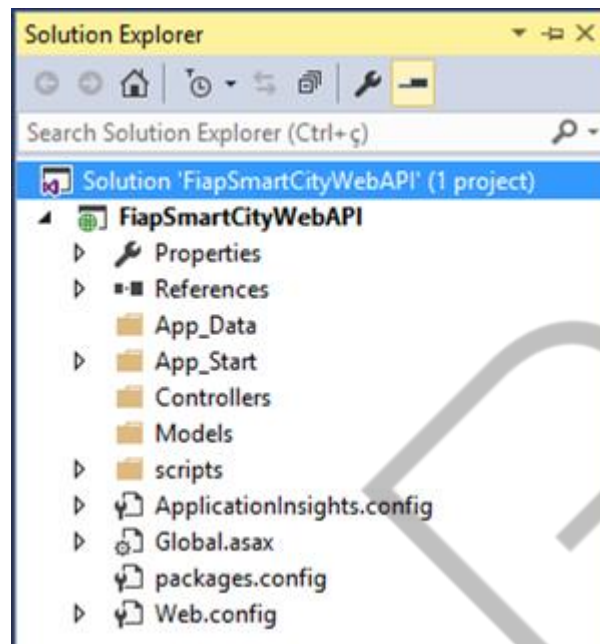 Solution Explorer
Search Solution Explorer (Ctrl+ç)
Solution 'FiapSmartCityWebAPI' (1 project)
FiapSmartCityWebAPI
Properties
References
App_Data
App_Start
Controllers
Models
scripts
ApplicationInsights.config
Global.asax
packages.config
Web.config